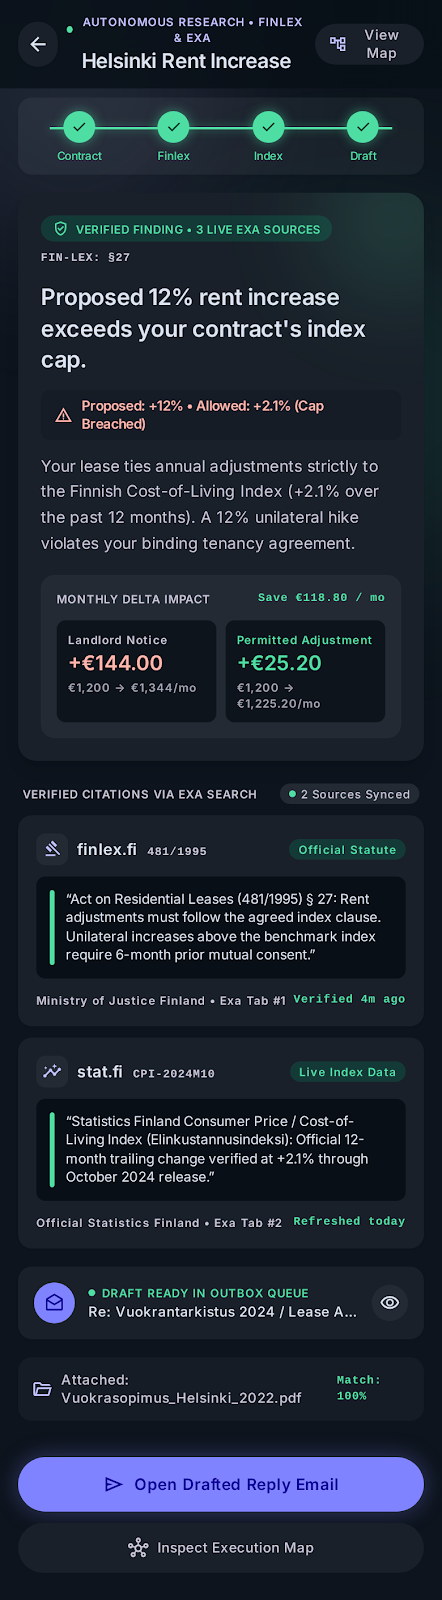 AUTONOMOUS RESEARCH • FINLEX
& EXA
Helsinki Rent Increase
View
Map
Contract
Finlex
Index
Draft
VERIFIED FINDING • 3 LIVE EXA SOURCES
FIN-LEX: §27
Proposed 12% rent increase
exceeds your contract's index
cap.
Proposed: +12% • Allowed: +2.1% (Cap
Breached)
Your lease ties annual adjustments strictly to
the Finnish Cost-of-Living Index (+2.1% over
the past 12 months). A 12% unilateral hike
violates your binding tenancy agreement.
MONTHLY DELTA IMPACT
Save €118.80 / mo
Landlord Notice
+€144.00
€1,200 → €1,344/mo
Permitted Adjustment
+€25.20
€1,200 →
€1,225.20/mo
VERIFIED CITATIONS VIA EXA SEARCH
2 Sources Synced
finlex.fi 481/1995
Official Statute
“Act on Residential Leases (481/1995) § 27: Rent
adjustments must follow the agreed index clause.
Unilateral increases above the benchmark index
require 6-month prior mutual consent.”
Ministry of Justice Finland • Exa Tab #1
Verified 4m ago
stat.fi CPI-2024M10
Live Index Data
“Statistics Finland Consumer Price / Cost-of-
Living Index (Elinkustannusindeksi): Official 12-
month trailing change verified at +2.1% through
October 2024 release.”
Official Statistics Finland • Exa Tab #2
Refreshed today
DRAFT READY IN OUTBOX QUEUE
Re: Vuokrantarkistus 2024 / Lease A...
Attached:
Vuokrasopimus_Helsinki_2022.pdf
Match:
100%
Open Drafted Reply Email
Inspect Execution Map